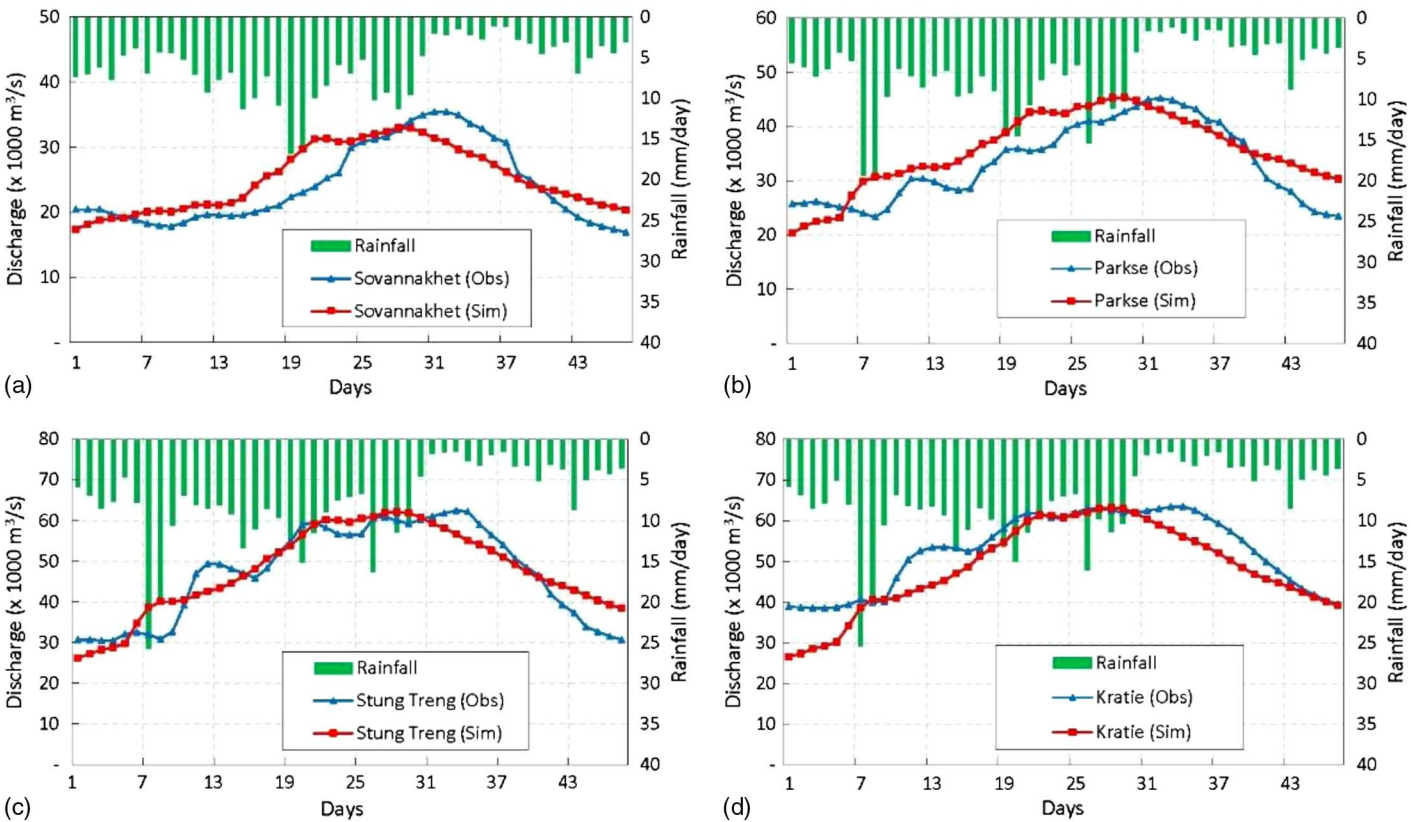 50
40
30
20
10
-
Discharge (x 1000 m³/s)
0
5
10
15
20
25
30
35
40
Rainfall (mm/day)
Rainfall
Sovannakhet (Obs)
Sovannakhet (Sim)
1 7 13 19 25 31 37 43
Days
(a)
60
50
40
30
20
10
-
Discharge (x 1000 m³/s)
0
5
10
15
20
25
30
35
40
Rainfall (mm/day)
Rainfall
Parkse (Obs)
Parkse (Sim)
1 7 13 19 25 31 37 43
Days
(b)
80
70
60
50
40
30
20
10
-
Discharge (x 1000 m³/s)
0
5
10
15
20
25
30
35
40
Rainfall (mm/day)
Rainfall
Stung Treng (Obs)
Stung Treng (Sim)
1 7 13 19 25 31 37 43
Days
(c)
80
70
60
50
40
30
20
10
-
Discharge (x 1000 m³/s)
0
5
10
15
20
25
30
35
40
Rainfall (mm/day)
Rainfall
Kratie (Obs)
Kratie (Sim)
1 7 13 19 25 31 37 43
Days
(d)